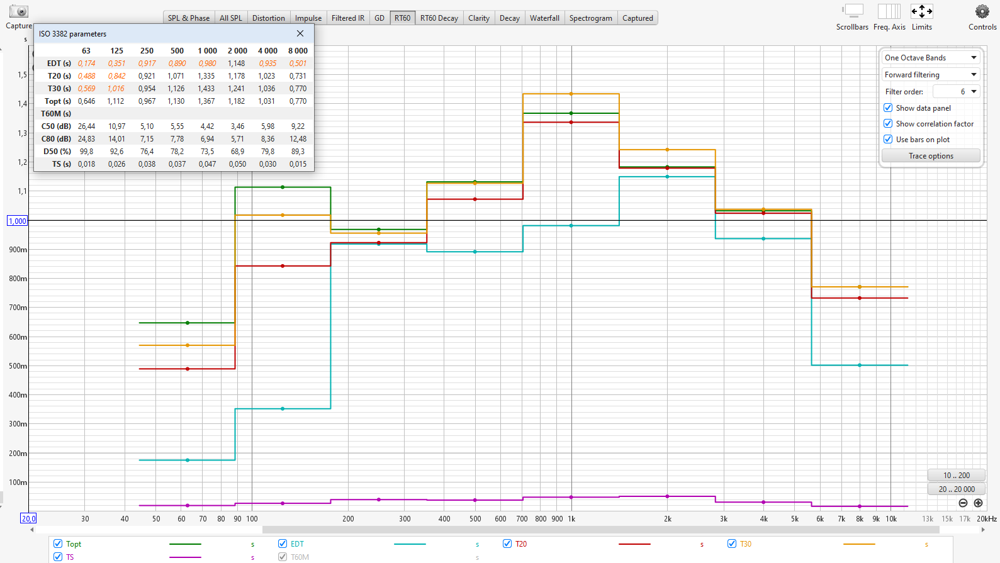 Capture
SPL & Phase All SPL Distortion Impulse Filtered IR GD RT60 RT60 Decay Clarity Decay Waterfall Spectrogram Captured
Scrollbars Freq. Axis Limits Controls
s
ISO 3382 parameters
63 125 250 500 1 000 2 000 4 000 8 000
EDT (s) 0,174 0,351 0,917 0,890 0,980 1,148 0,935 0,501
T20 (s) 0,488 0,842 0,921 1,071 1,335 1,178 1,023 0,731
T30 (s) 0,569 1,016 0,954 1,126 1,433 1,241 1,036 0,770
Topt (s) 0,646 1,112 0,967 1,130 1,367 1,182 1,031 0,770
T60M (s)
C50 (dB) 26,44 10,97 5,10 5,55 4,42 3,46 5,98 9,22
C80 (dB) 24,83 14,01 7,15 7,78 6,94 5,71 8,36 12,48
D50 (%) 99,8 92,6 76,4 78,2 73,5 68,9 79,8 89,3
TS (s) 0,018 0,026 0,038 0,037 0,047 0,050 0,030 0,015
One Octave Bands
Forward filtering
Filter order: 6
Show data panel
Show correlation factor
Use bars on plot
Trace options
1,5
1,4
1,3
1,2
1,1
1,000
900m
800m
700m
600m
500m
400m
300m
200m
100m
10 .. 200
20 .. 20 000
20,0 30 40 50 60 70 80 90 100 200 300 400 500 600 700 800 900 1k 2k 3k 4k 5k 6k 7k 8k 9k 10k 13k 15k 17k 20kHz
Topt s EDT s T20 s T30 s
TS s T60M s